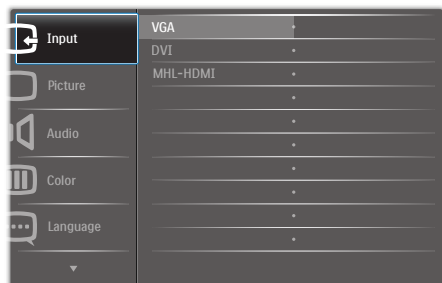 Input
Picture
Audio
Color
Language
VGA
DVI
MHL-HDMI